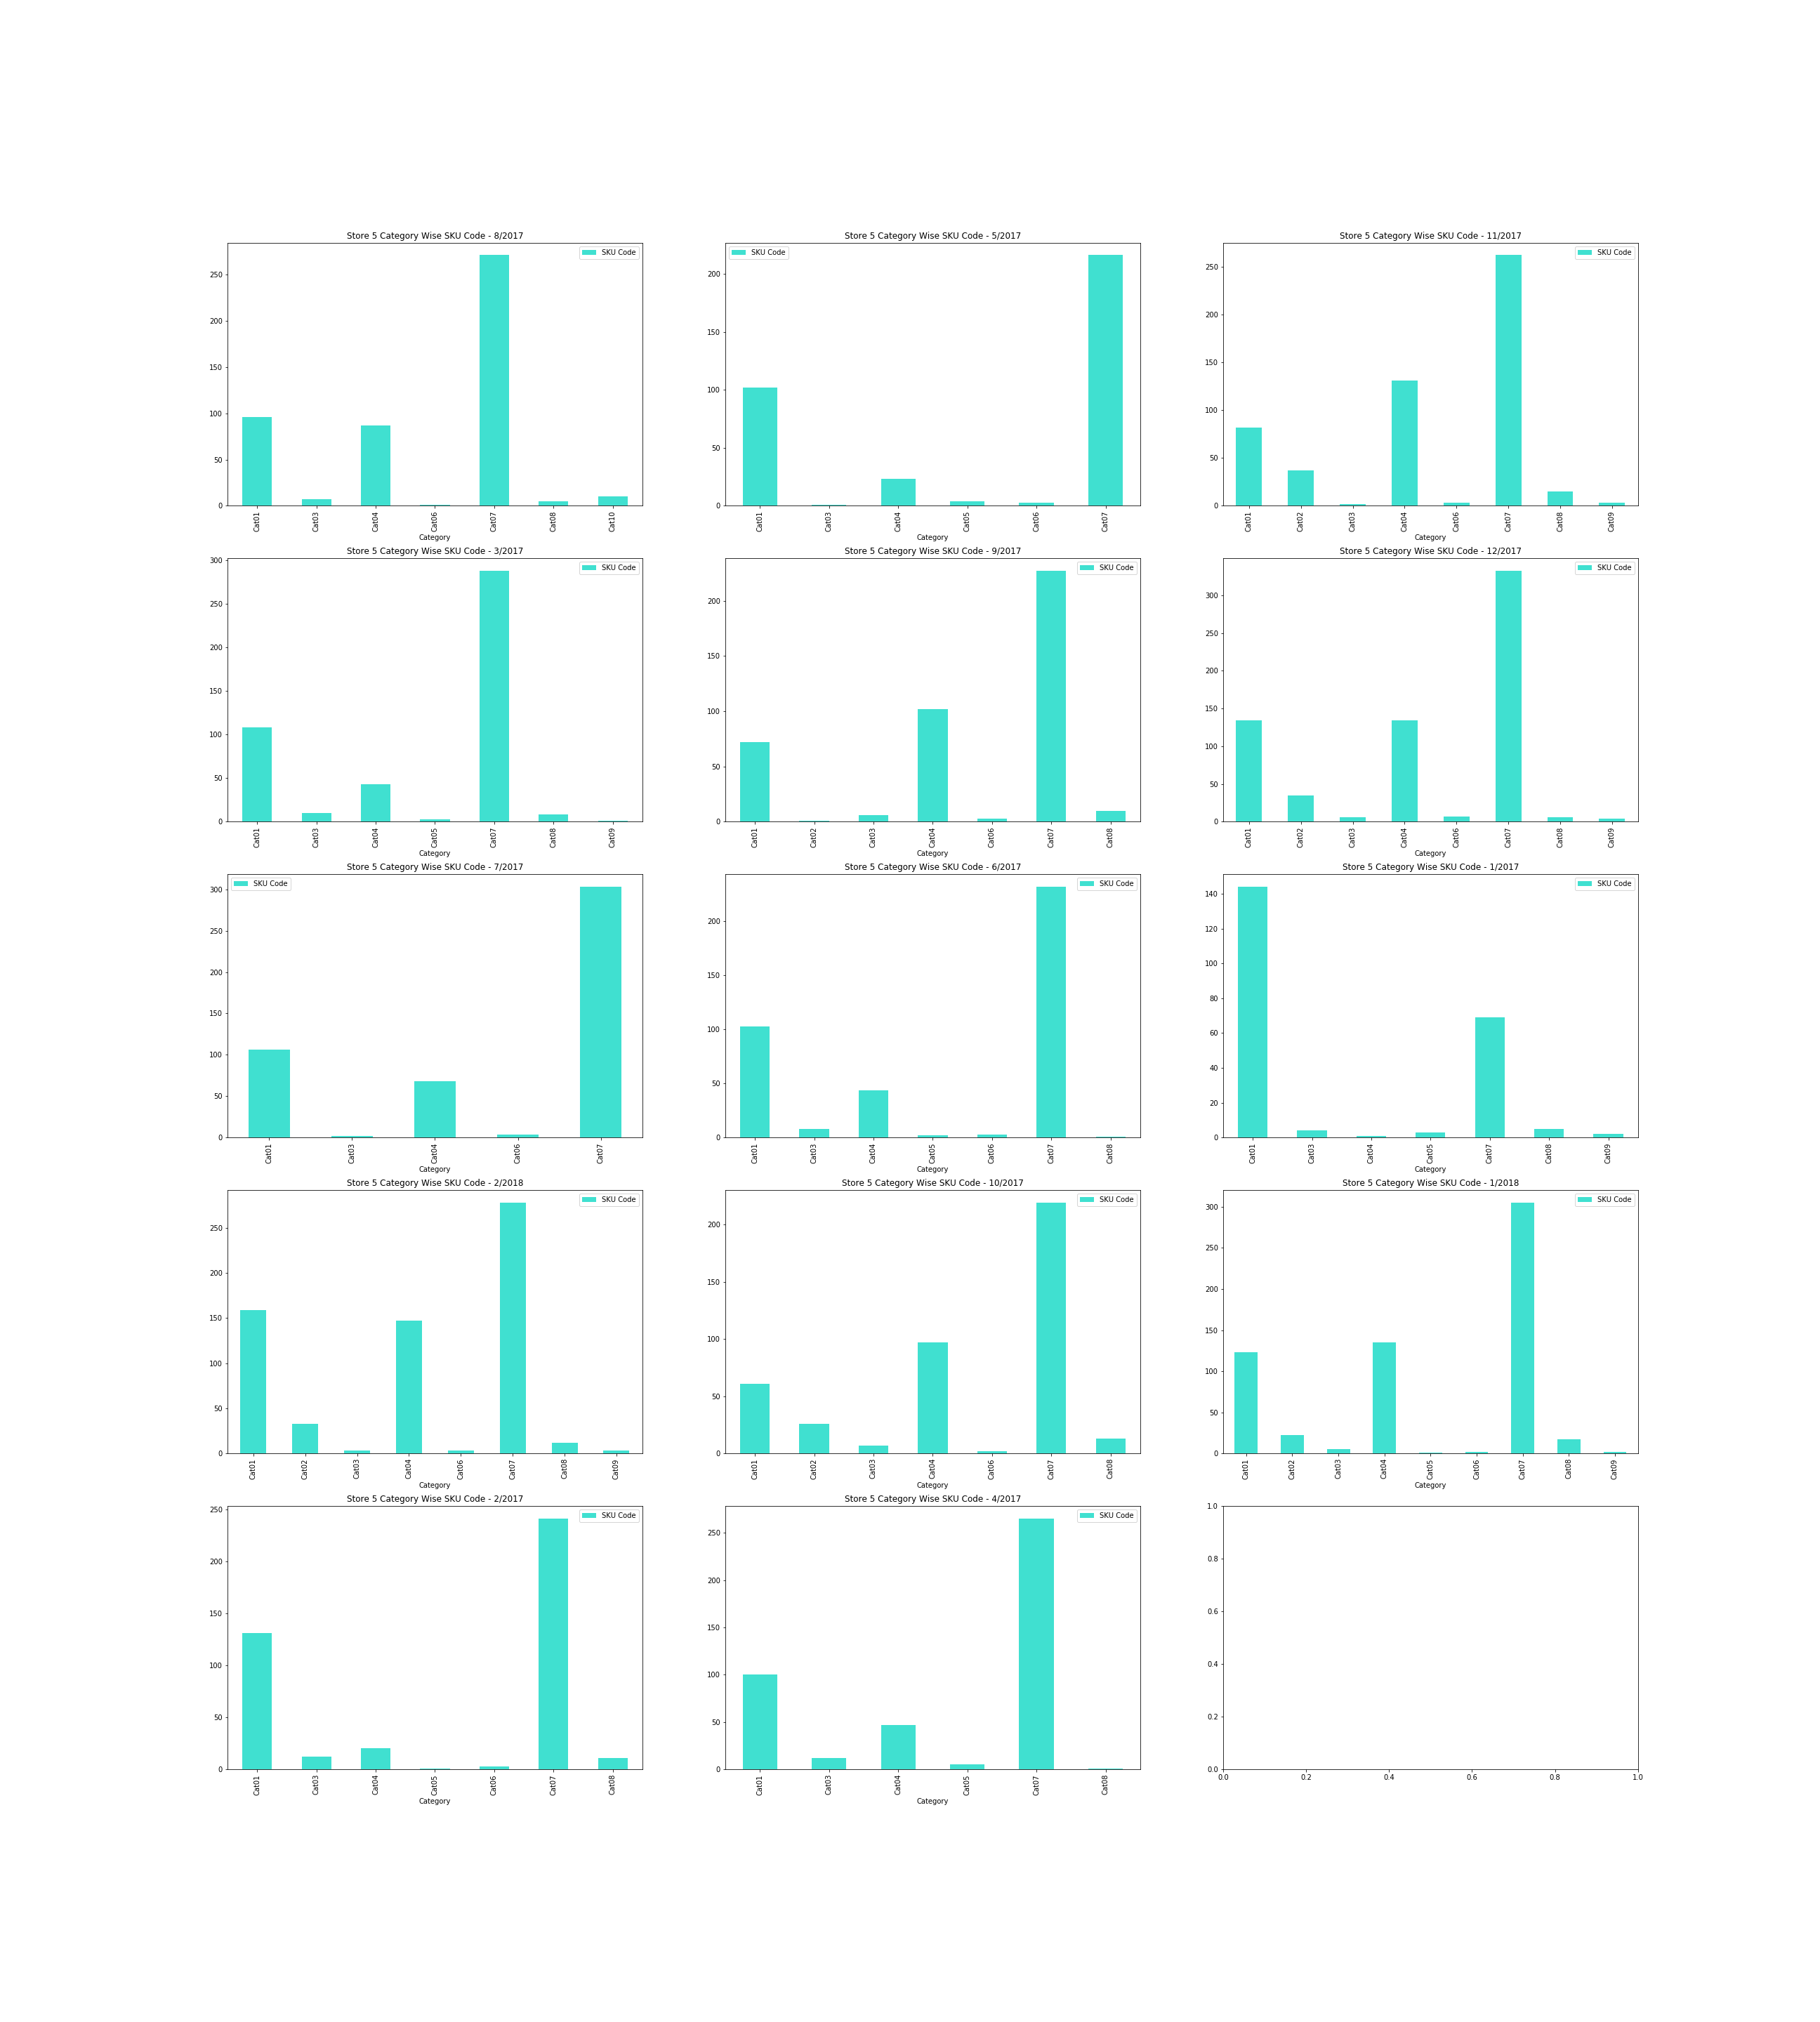 Store 5 Category Wise SKU Code - 8/2017
SKU Code
250
200
150
100
50
0
Cat01 Cat03 Cat04 Cat06 Cat07 Cat08 Cat10
Category
Store 5 Category Wise SKU Code - 5/2017
SKU Code
200
150
100
50
0
Cat01 Cat03 Cat04 Cat05 Cat06 Cat07
Category
Store 5 Category Wise SKU Code - 11/2017
SKU Code
250
200
150
100
50
0
Cat01 Cat02 Cat03 Cat04 Cat06 Cat07 Cat08 Cat09
Category
Store 5 Category Wise SKU Code - 3/2017
SKU Code
300
250
200
150
100
50
0
Cat01 Cat03 Cat04 Cat05 Cat07 Cat08 Cat09
Category
Store 5 Category Wise SKU Code - 9/2017
SKU Code
200
150
100
50
0
Cat01 Cat02 Cat03 Cat04 Cat06 Cat07 Cat08
Category
Store 5 Category Wise SKU Code - 12/2017
SKU Code
300
250
200
150
100
50
0
Cat01 Cat02 Cat03 Cat04 Cat06 Cat07 Cat08 Cat09
Category
Store 5 Category Wise SKU Code - 7/2017
SKU Code
300
250
200
150
100
50
0
Cat01 Cat03 Cat04 Cat06 Cat07
Category
Store 5 Category Wise SKU Code - 6/2017
SKU Code
200
150
100
50
0
Cat01 Cat03 Cat04 Cat05 Cat06 Cat07 Cat08
Category
Store 5 Category Wise SKU Code - 1/2017
SKU Code
140
120
100
80
60
40
20
0
Cat01 Cat03 Cat04 Cat05 Cat07 Cat08 Cat09
Category
Store 5 Category Wise SKU Code - 2/2018
SKU Code
250
200
150
100
50
0
Cat01 Cat02 Cat03 Cat04 Cat06 Cat07 Cat08 Cat09
Category
Store 5 Category Wise SKU Code - 10/2017
SKU Code
200
150
100
50
0
Cat01 Cat02 Cat03 Cat04 Cat06 Cat07 Cat08
Category
Store 5 Category Wise SKU Code - 1/2018
SKU Code
300
250
200
150
100
50
0
Cat01 Cat02 Cat03 Cat04 Cat05 Cat06 Cat07 Cat08 Cat09
Category
Store 5 Category Wise SKU Code - 2/2017
SKU Code
250
200
150
100
50
0
Cat01 Cat03 Cat04 Cat05 Cat06 Cat07 Cat08
Category
Store 5 Category Wise SKU Code - 4/2017
SKU Code
250
200
150
100
50
0
Cat01 Cat03 Cat04 Cat05 Cat07 Cat08
Category
1.0
0.8
0.6
0.4
0.2
0.0
0.0 0.2 0.4 0.6 0.8 1.0